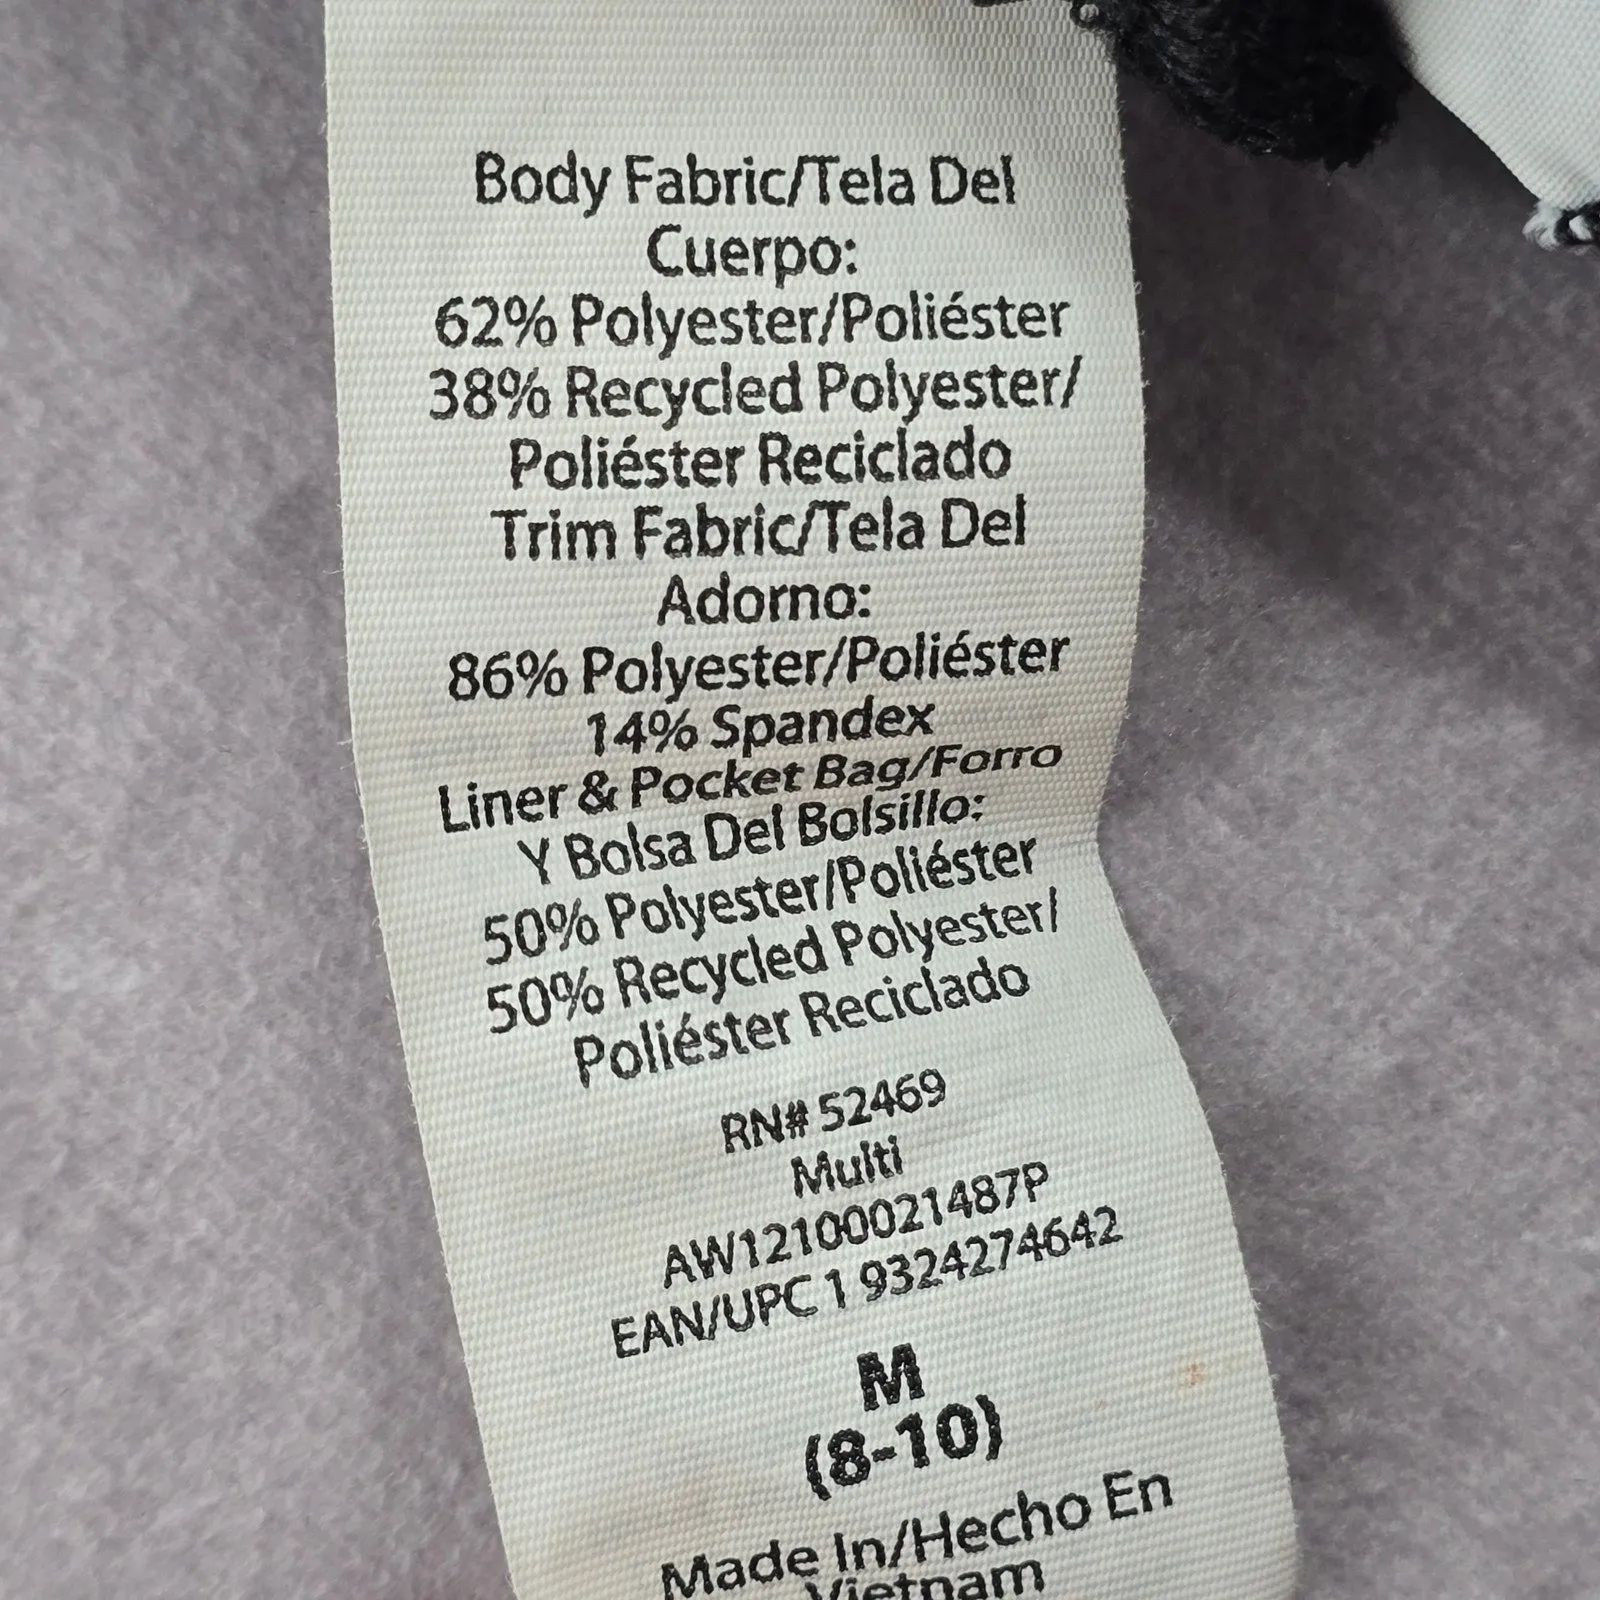 Body Fabric/Tela Del
Cuerpo:
62% Polyester/Poliéster
38% Recycled Polyester/
Poliéster Reciclado
Trim Fabric/Tela Del
Adorno:
86% Polyester/Poliéster
14% Spandex
Liner & Pocket Bag/Forro
Y Bolsa Del Bolsillo:
50% Polyester/Poliéster
50% Recycled Polyester/
Poliéster Reciclado
RN# 52469
Multi
AW12100021487P
EAN/UPC 1 9324274642
M
(8-10)
Made In/Hecho En
Vietnam